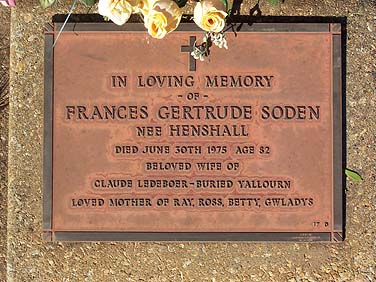 IN LOVING MEMORY
- OF -
FRANCES GERTRUDE SODEN
NEE HENSHALL
DIED JUNE 30TH 1975 AGE 82
BELOVED WIFE OF
CLAUDE LEDEBOER-BURIED YALLOURN
LOVED MOTHER OF RAY, ROSS, BETTY, GWLADYS
17 B